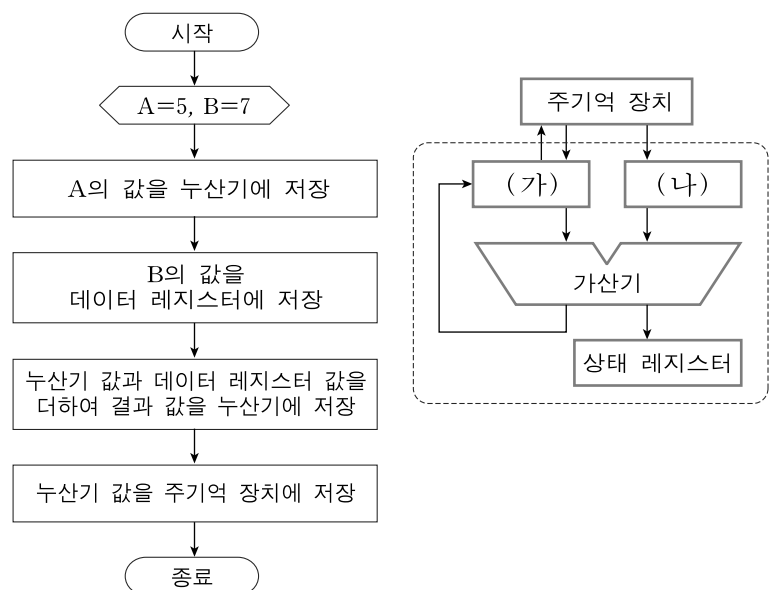 시작
A=5, B=7
A의 값을 누산기에 저장
B의 값을
데이터 레지스터에 저장
누산기 값과 데이터 레지스터 값을
더하여 결과 값을 누산기에 저장
누산기 값을 주기억 장치에 저장
종료
주기억 장치
(가)
(나)
가산기
상태 레지스터